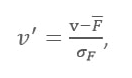 v′ = (v−F̅)/σ_F,